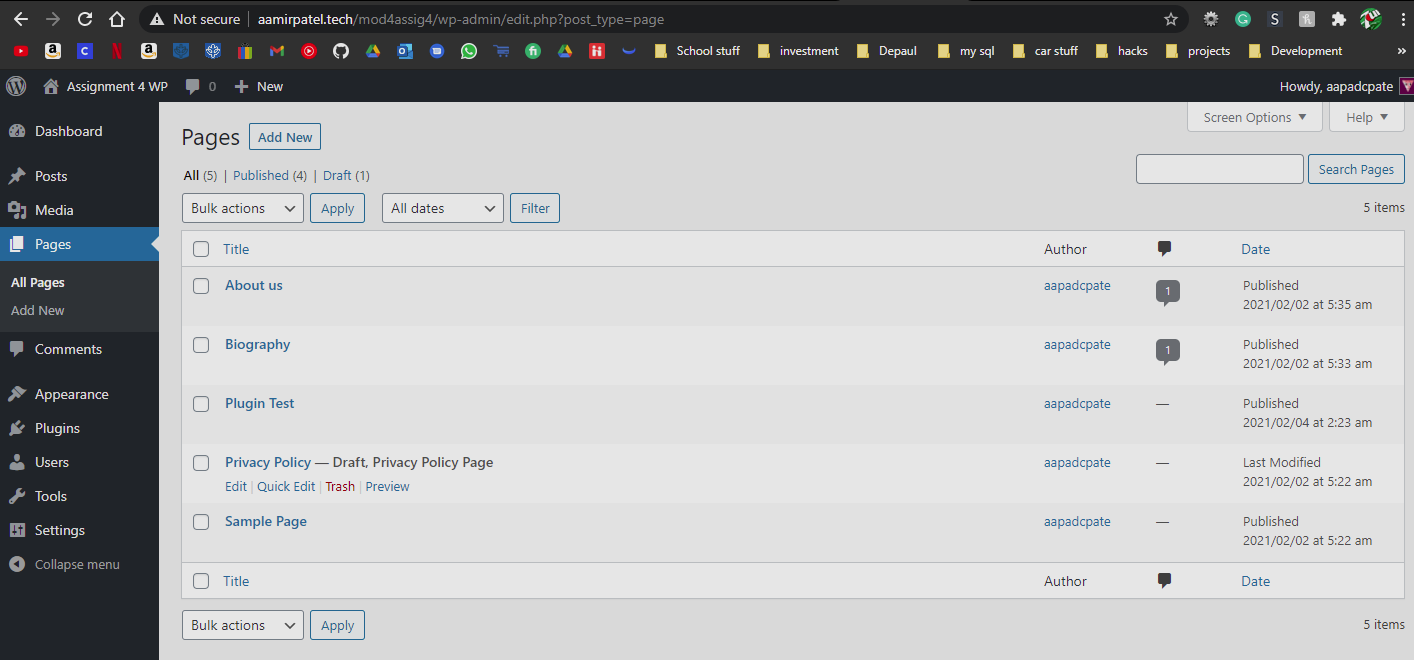 Not secure | aamirpatel.tech/mod4assig4/wp-admin/edit.php?post_type=page
School stuff investment Depaul my sql car stuff hacks projects Development »
Assignment 4 WP 0 + New Howdy, aapadcpate
Screen Options ▼ Help ▼
Dashboard
Posts
Media
Pages
All Pages
Add New
Comments
Appearance
Plugins
Users
Tools
Settings
Collapse menu
Pages Add New
All (5) | Published (4) | Draft (1)
Search Pages
Bulk actions Apply All dates Filter
5 items
Title Author Date
About us aapadcpate 1 Published
2021/02/02 at 5:35 am
Biography aapadcpate 1 Published
2021/02/02 at 5:33 am
Plugin Test aapadcpate — Published
2021/02/04 at 2:23 am
Privacy Policy — Draft, Privacy Policy Page aapadcpate — Last Modified
Edit | Quick Edit | Trash | Preview 2021/02/02 at 5:22 am
Sample Page aapadcpate — Published
2021/02/02 at 5:22 am
Title Author Date
Bulk actions Apply 5 items